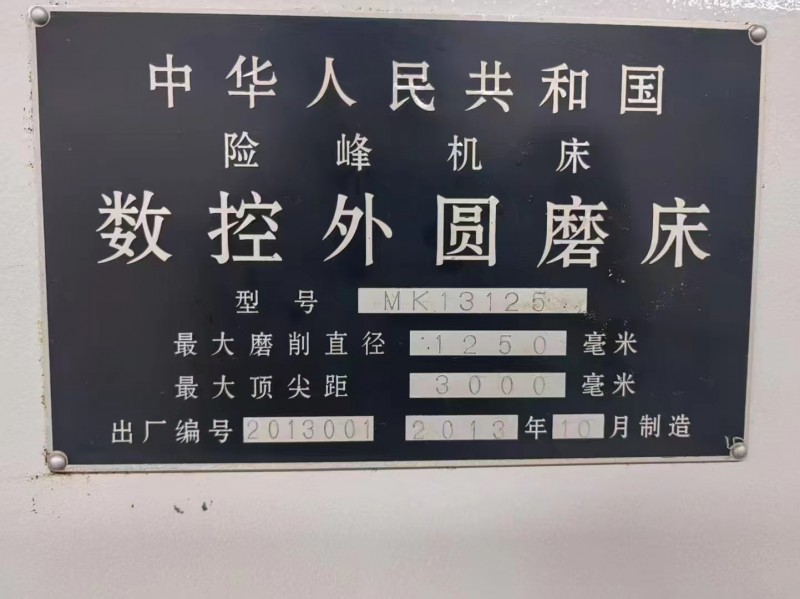 中华人民共和国
险峰机床
数控外圆磨床
型号 MK13125
最大磨削直径 1250 毫米
最大顶尖距 3000 毫米
出厂编号 2013001 2013 年 10 月制造